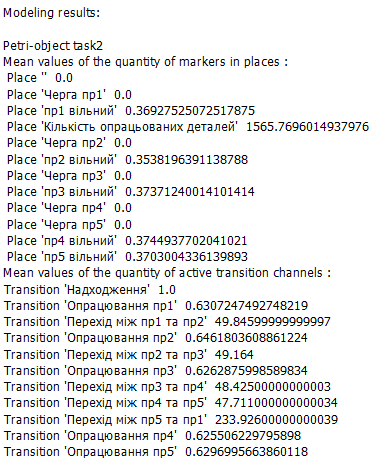 Modeling results:
Petri-object task2
Mean values of the quantity of markers in places :
Place '' 0.0
Place 'Черга пр1' 0.0
Place 'пр1 вільний' 0.36927525072517875
Place 'Кількість опрацьованих деталей' 1565.7696014937976
Place 'Черга пр2' 0.0
Place 'пр2 вільний' 0.3538196391138788
Place 'Черга пр3' 0.0
Place 'пр3 вільний' 0.37371240014101414
Place 'Черга пр4' 0.0
Place 'Черга пр5' 0.0
Place 'пр4 вільний' 0.3744937702041021
Place 'пр5 вільний' 0.3703004336139893
Mean values of the quantity of active transition channels :
Transition 'Надходження' 1.0
Transition 'Опрацювання пр1' 0.6307247492748219
Transition 'Перехід між пр1 та пр2' 49.84599999999997
Transition 'Опрацювання пр2' 0.6461803608861224
Transition 'Перехід між пр2 та пр3' 49.164
Transition 'Опрацювання пр3' 0.6262875998589834
Transition 'Перехід між пр3 та пр4' 48.42500000000003
Transition 'Перехід між пр4 та пр5' 47.711000000000034
Transition 'Перехід між пр5 та пр1' 233.92600000000039
Transition 'Опрацювання пр4' 0.625506229795898
Transition 'Опрацювання пр5' 0.6296995663860118